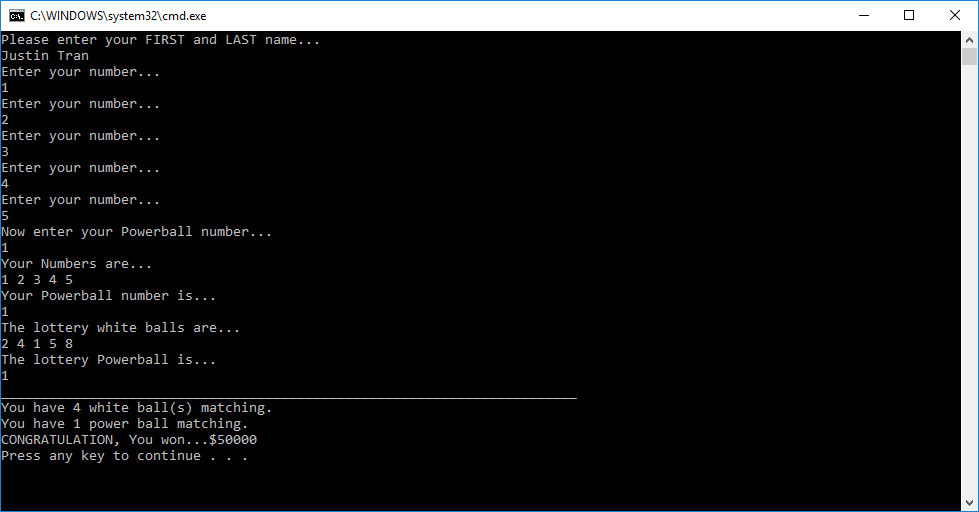 C:\WINDOWS\system32\cmd.exe
Please enter your FIRST and LAST name...
Justin Tran
Enter your number...
1
Enter your number...
2
Enter your number...
3
Enter your number...
4
Enter your number...
5
Now enter your Powerball number...
1
Your Numbers are...
1 2 3 4 5
Your Powerball number is...
1
The lottery white balls are...
2 4 1 5 8
The lottery Powerball is...
1
________________________________________________________________________
You have 4 white ball(s) matching.
You have 1 power ball matching.
CONGRATULATION, You won...$50000
Press any key to continue . . .